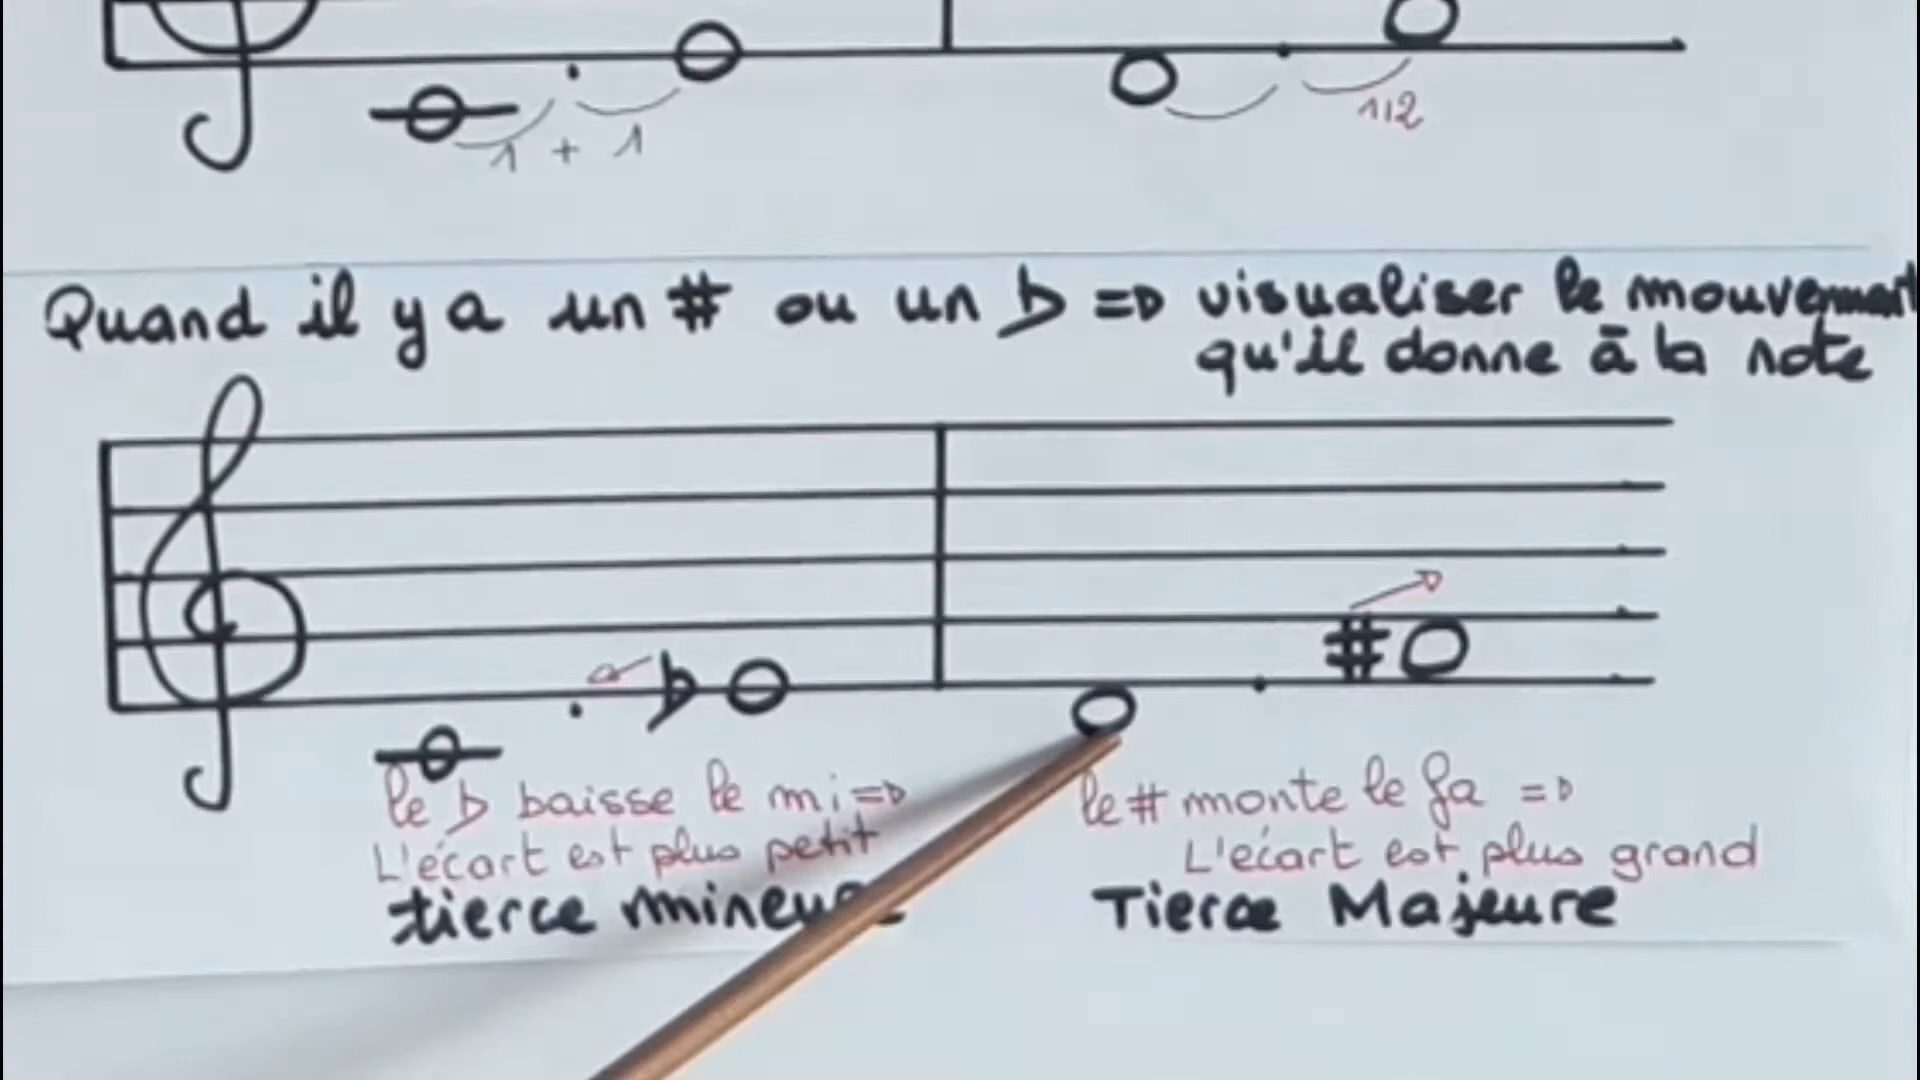 1 + 1
1/2
Quand il y a un # ou un b => visualiser le mouvement
qu'il donne à la note
le b baisse le mi =>
L'écart est plus petit
tierce mineure
le # monte le fa =>
L'écart est plus grand
Tierce Majeure